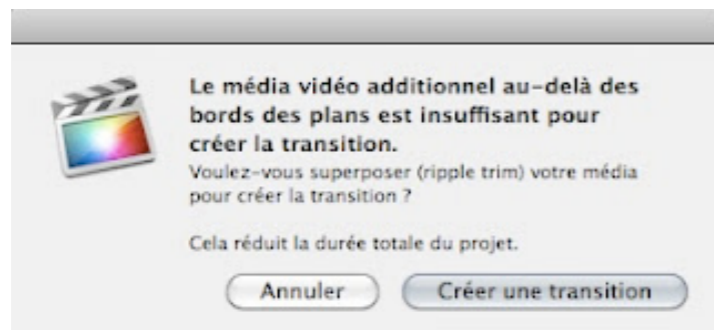 Le média vidéo additionnel au-delà des
bords des plans est insuffisant pour
créer la transition.
Voulez-vous superposer (ripple trim) votre média
pour créer la transition ?
Cela réduit la durée totale du projet.
Annuler
Créer une transition